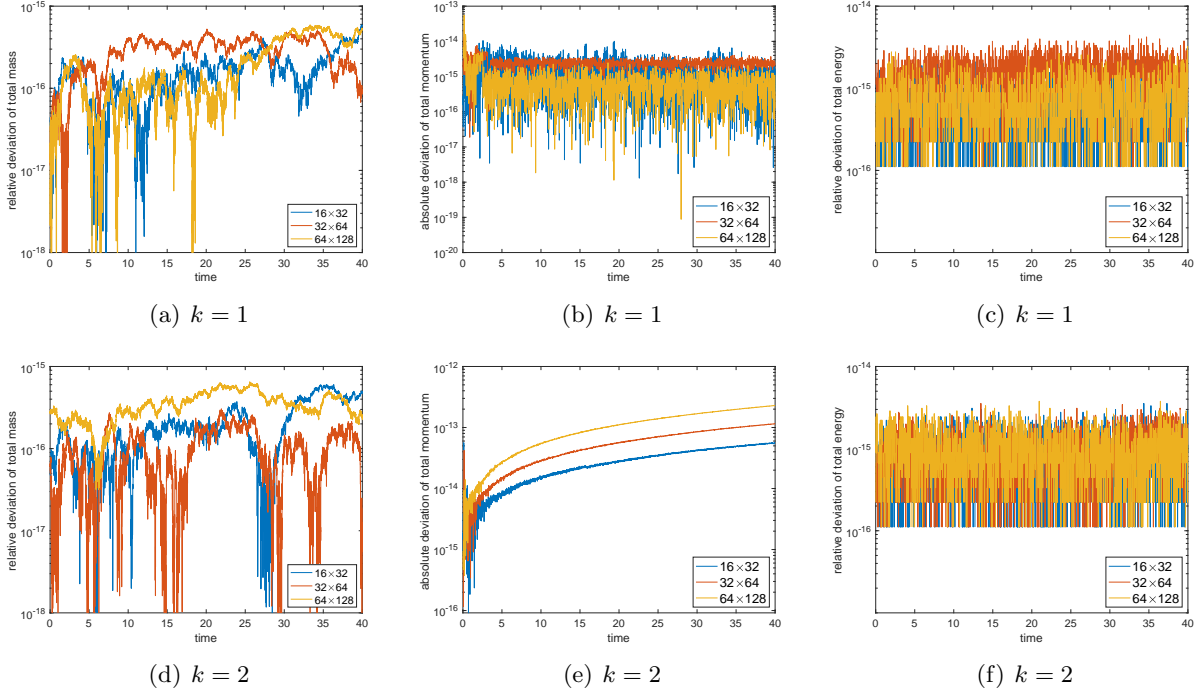 relative deviation of total mass
10⁻¹⁵
10⁻¹⁶
10⁻¹⁷
10⁻¹⁸
0 5 10 15 20 25 30 35 40
time
16×32
32×64
64×128
(a) k = 1
absolute deviation of total momentum
10⁻¹³
10⁻¹⁴
10⁻¹⁵
10⁻¹⁶
10⁻¹⁷
10⁻¹⁸
10⁻¹⁹
10⁻²⁰
0 5 10 15 20 25 30 35 40
time
16×32
32×64
64×128
(b) k = 1
relative deviation of total energy
10⁻¹⁴
10⁻¹⁵
10⁻¹⁶
0 5 10 15 20 25 30 35 40
time
16×32
32×64
64×128
(c) k = 1
relative deviation of total mass
10⁻¹⁵
10⁻¹⁶
10⁻¹⁷
10⁻¹⁸
0 5 10 15 20 25 30 35 40
time
16×32
32×64
64×128
(d) k = 2
absolute deviation of total momentum
10⁻¹²
10⁻¹³
10⁻¹⁴
10⁻¹⁵
10⁻¹⁶
0 5 10 15 20 25 30 35 40
time
16×32
32×64
64×128
(e) k = 2
relative deviation of total energy
10⁻¹⁴
10⁻¹⁵
10⁻¹⁶
0 5 10 15 20 25 30 35 40
time
16×32
32×64
64×128
(f) k = 2